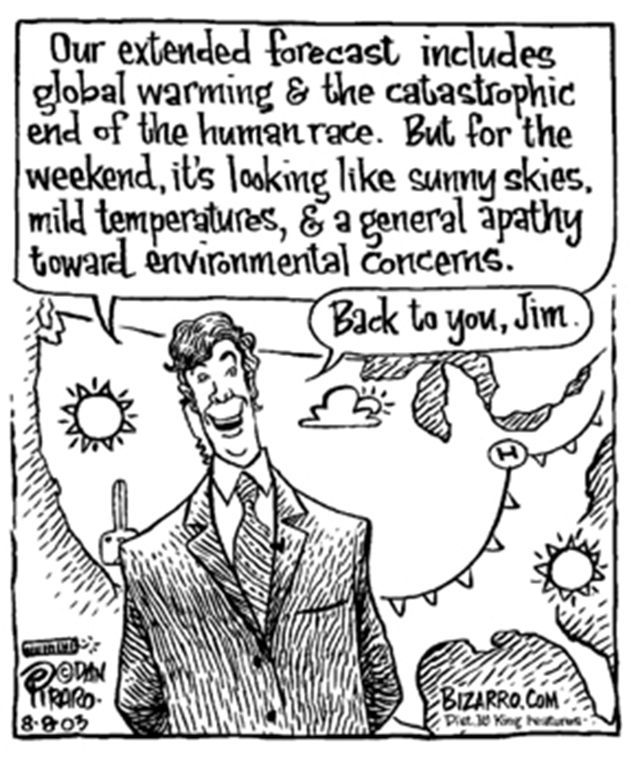 Our extended forecast includes
global warming & the catastrophic
end of the human race. But for the
weekend, it's looking like sunny skies,
mild temperatures, & a general apathy
toward environmental concerns.
Back to you, Jim.
H
©DAN
PIRARO.
8-8-03
BIZARRO.COM
Dist. by King Features